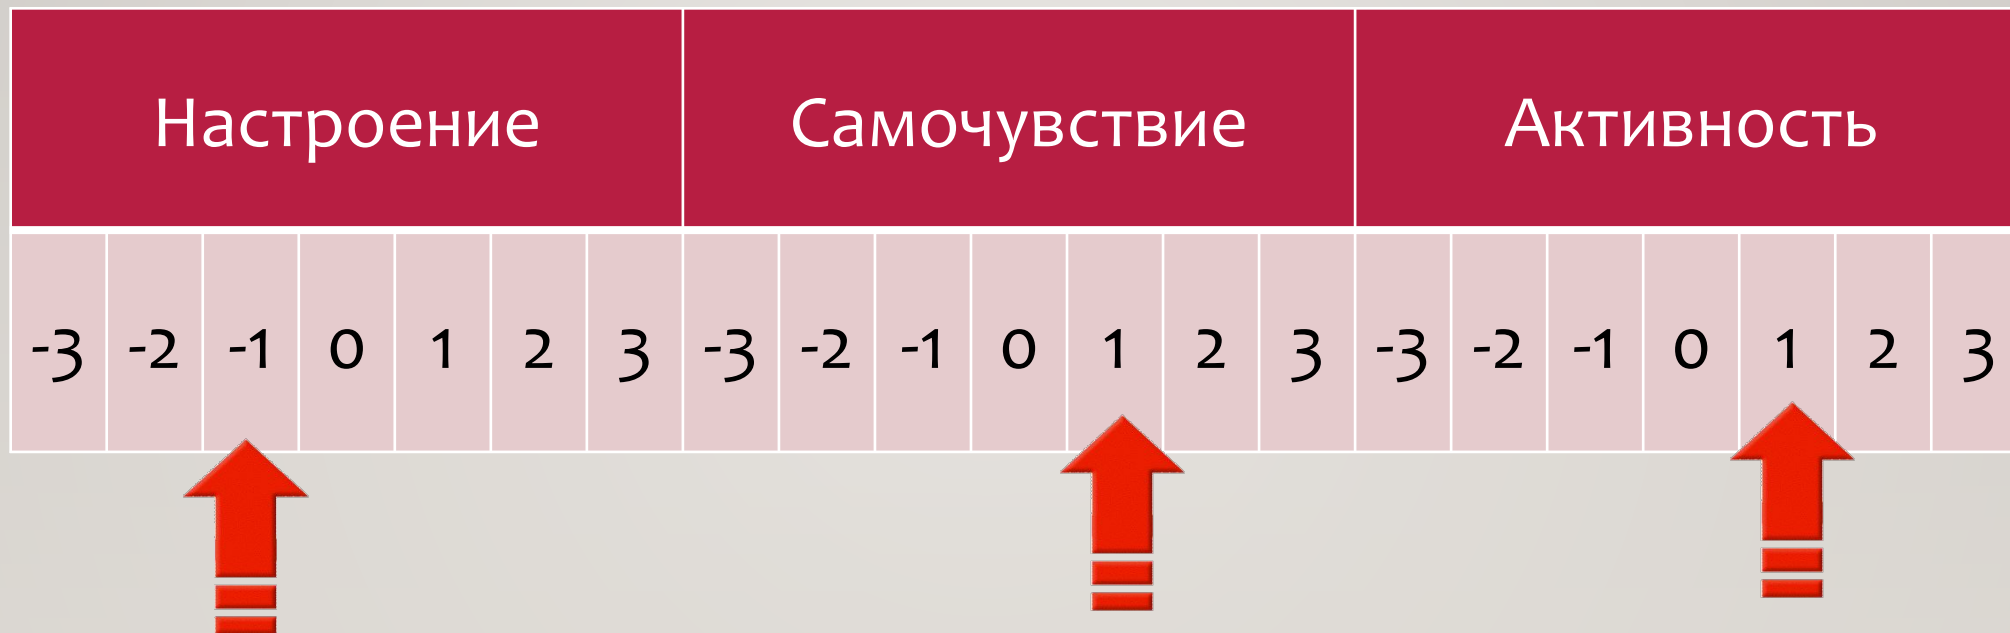 Настроение Самочувствие Активность
-3 -2 -1 0 1 2 3 -3 -2 -1 0 1 2 3 -3 -2 -1 0 1 2 3